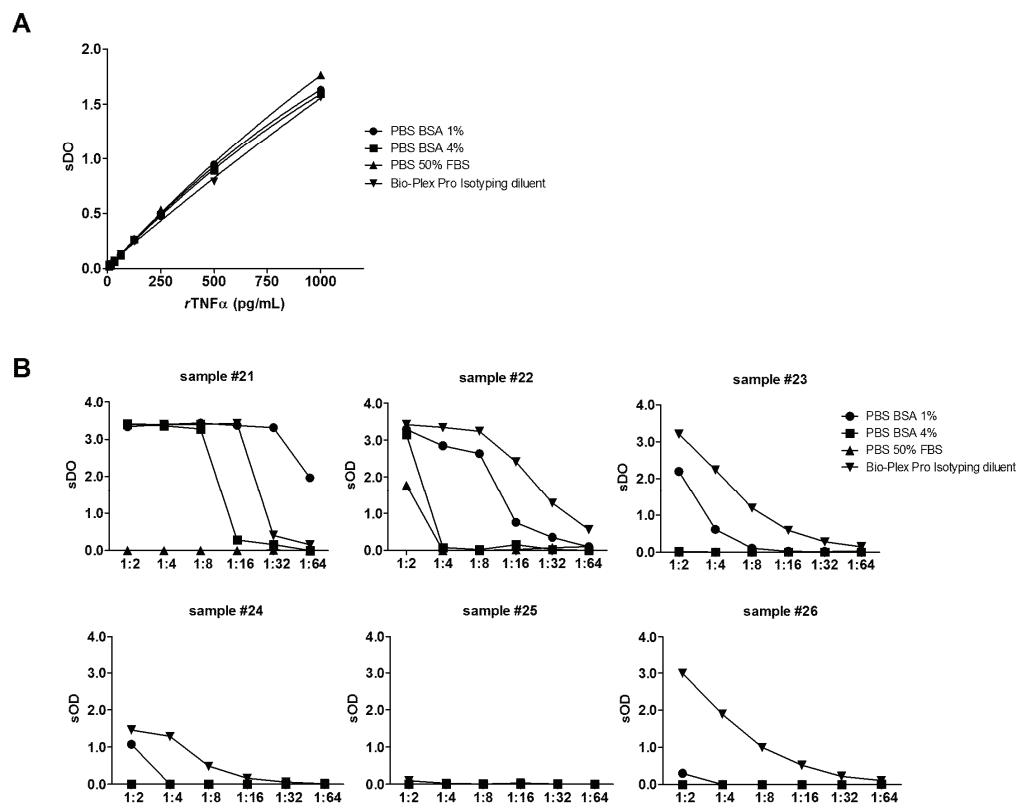 A
2.0
1.5
1.0
0.5
0.0
sDO
0 250 500 750 1000
rTNFα (pg/mL)
PBS BSA 1%
PBS BSA 4%
PBS 50% FBS
Bio-Plex Pro Isotyping diluent
B
sample #21
4.0
3.0
2.0
1.0
0.0
sDO
1:2 1:4 1:8 1:16 1:32 1:64
sample #22
4.0
3.0
2.0
1.0
0.0
sOD
1:2 1:4 1:8 1:16 1:32 1:64
sample #23
4.0
3.0
2.0
1.0
0.0
sDO
1:2 1:4 1:8 1:16 1:32 1:64
PBS BSA 1%
PBS BSA 4%
PBS 50% FBS
Bio-Plex Pro Isotyping diluent
sample #24
4.0
3.0
2.0
1.0
0.0
sOD
1:2 1:4 1:8 1:16 1:32 1:64
sample #25
4.0
3.0
2.0
1.0
0.0
sOD
1:2 1:4 1:8 1:16 1:32 1:64
sample #26
4.0
3.0
2.0
1.0
0.0
sOD
1:2 1:4 1:8 1:16 1:32 1:64